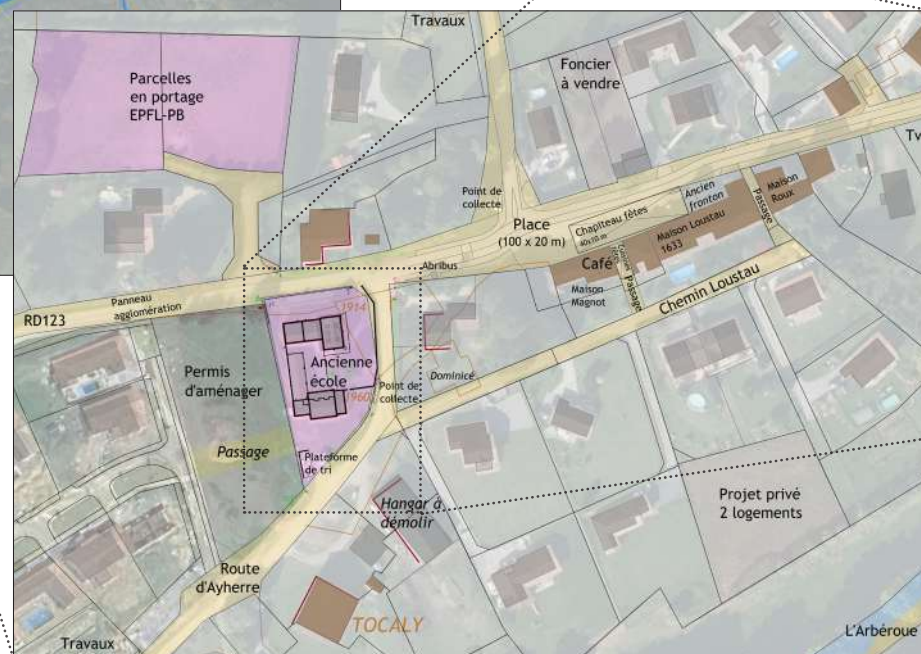 Travaux
Parcelles
en portage
EPFL-PB
Foncier
à vendre
Tv
Point de
collecte
Place
(100 x 20 m)
Chapiteau fêtes
40x10 m
Ancien
fronton
Maison Loustau
1633
Maison
Roux
Passage
Abribus
Café
Passage
Maison
Magnot
Chemin Loustau
RD123
Panneau
agglomération
1914
Permis
d'aménager
Ancienne
école
1960
Point de
collecte
Dominicé
Passage
Plateforme
de tri
Hangar à
démolir
Projet privé
2 logements
Route
d'Ayherre
TOCALY
Travaux
L'Arbéroue